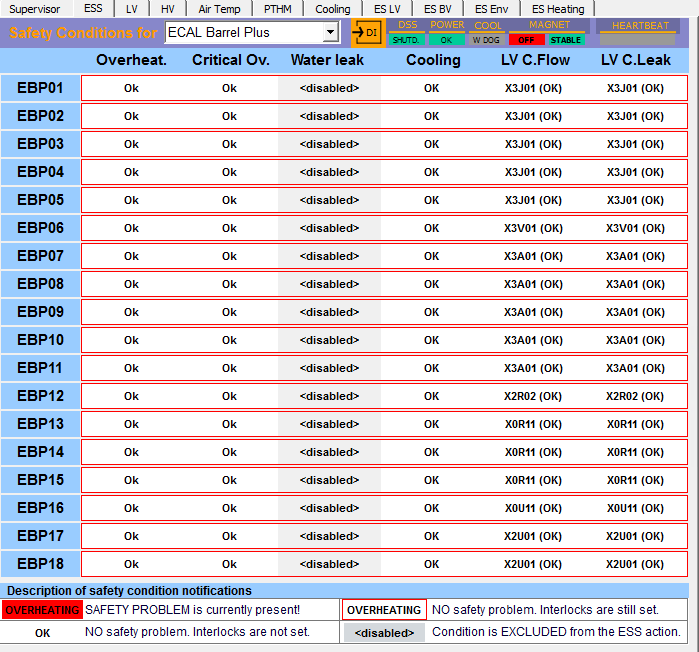 Supervisor ESS LV HV Air Temp PTHM Cooling ES LV ES BV ES Env ES Heating
Safety Conditions for ECAL Barrel Plus DI DSS POWER COOL MAGNET HEARTBEAT
SHUTD. OK W DOG OFF STABLE
Overheat. Critical Ov. Water leak Cooling LV C.Flow LV C.Leak
EBP01 Ok Ok <disabled> OK X3J01 (OK) X3J01 (OK)
EBP02 Ok Ok <disabled> OK X3J01 (OK) X3J01 (OK)
EBP03 Ok Ok <disabled> OK X3J01 (OK) X3J01 (OK)
EBP04 Ok Ok <disabled> OK X3J01 (OK) X3J01 (OK)
EBP05 Ok Ok <disabled> OK X3J01 (OK) X3J01 (OK)
EBP06 Ok Ok <disabled> OK X3V01 (OK) X3V01 (OK)
EBP07 Ok Ok <disabled> OK X3A01 (OK) X3A01 (OK)
EBP08 Ok Ok <disabled> OK X3A01 (OK) X3A01 (OK)
EBP09 Ok Ok <disabled> OK X3A01 (OK) X3A01 (OK)
EBP10 Ok Ok <disabled> OK X3A01 (OK) X3A01 (OK)
EBP11 Ok Ok <disabled> OK X3A01 (OK) X3A01 (OK)
EBP12 Ok Ok <disabled> OK X2R02 (OK) X2R02 (OK)
EBP13 Ok Ok <disabled> OK X0R11 (OK) X0R11 (OK)
EBP14 Ok Ok <disabled> OK X0R11 (OK) X0R11 (OK)
EBP15 Ok Ok <disabled> OK X0R11 (OK) X0R11 (OK)
EBP16 Ok Ok <disabled> OK X0U11 (OK) X0U11 (OK)
EBP17 Ok Ok <disabled> OK X2U01 (OK) X2U01 (OK)
EBP18 Ok Ok <disabled> OK X2U01 (OK) X2U01 (OK)
Description of safety condition notifications
OVERHEATING SAFETY PROBLEM is currently present! OVERHEATING NO safety problem. Interlocks are still set.
OK NO safety problem. Interlocks are not set. <disabled> Condition is EXCLUDED from the ESS action.